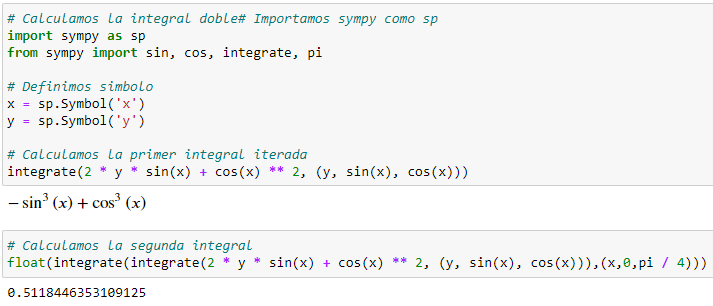 # Calculamos la integral doble# Importamos sympy como sp
import sympy as sp
from sympy import sin, cos, integrate, pi
# Definimos simbolo
x = sp.Symbol('x')
y = sp.Symbol('y')
# Calculamos la primer integral iterada
integrate(2 * y * sin(x) + cos(x) ** 2, (y, sin(x), cos(x)))
− sin³ (x) + cos³ (x)
# Calculamos la segunda integral
float(integrate(integrate(2 * y * sin(x) + cos(x) ** 2, (y, sin(x), cos(x))),(x,0,pi / 4)))
0.5118446353109125